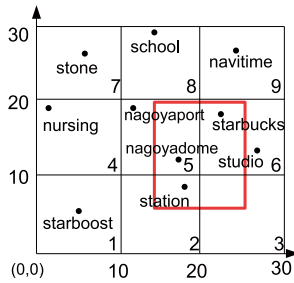 30
school
navitime
stone
7
8
9
20
nursing
nagoyaport
starbucks
nagoyadome
4
5
studio
6
10
station
starboost
1
2
3
(0,0)
10
20
30